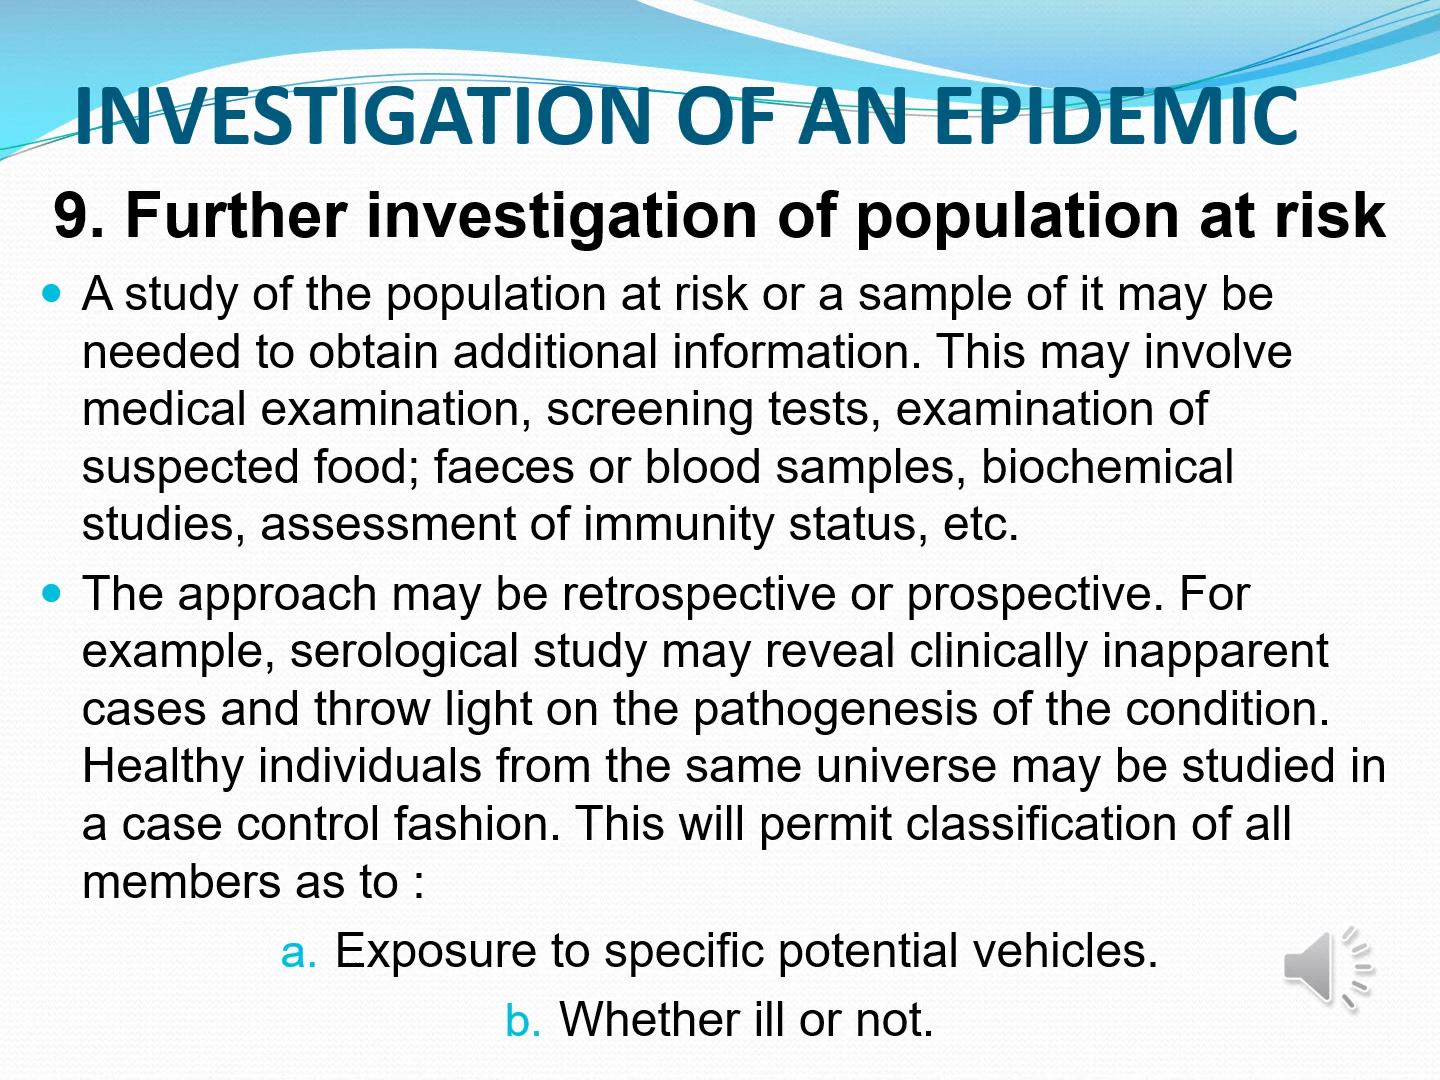 INVESTIGATION OF AN EPIDEMIC
9. Further investigation of population at risk
• A study of the population at risk or a sample of it may be
needed to obtain additional information. This may involve
medical examination, screening tests, examination of
suspected food; faeces or blood samples, biochemical
studies, assessment of immunity status, etc.
• The approach may be retrospective or prospective. For
example, serological study may reveal clinically inapparent
cases and throw light on the pathogenesis of the condition.
Healthy individuals from the same universe may be studied in
a case control fashion. This will permit classification of all
members as to :
a. Exposure to specific potential vehicles.
b. Whether ill or not.